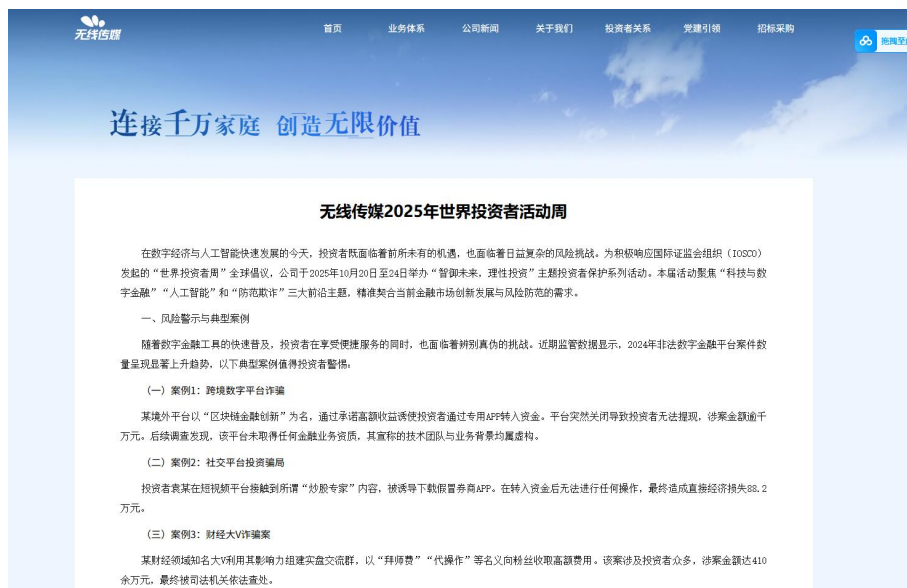 无线传媒
首页 业务体系 公司新闻 关于我们 投资者关系 党建引领 招标采购
连接千万家庭 创造无限价值
无线传媒2025年世界投资者活动周
在数字经济与人工智能快速发展的今天，投资者既面临着前所未有的机遇，也面临着日益复杂的风险挑战。为积极响应国际证监会组织（IOSCO）
发起的“世界投资者周”全球倡议，公司于2025年10月20日至24日举办“智御未来，理性投资”主题投资者保护系列活动。本届活动聚焦“科技与数
字金融”“人工智能”和“防范欺诈”三大前沿主题，精准契合当前金融市场创新发展与风险防范的需求。
一、风险警示与典型案例
随着数字金融工具的快速普及，投资者在享受便捷服务的同时，也面临着辨别真伪的挑战。近期监管数据显示，2024年非法数字金融平台案件数
量呈现显著上升趋势，以下典型案例值得投资者警惕：
（一）案例1：跨境数字平台诈骗
某境外平台以“区块链金融创新”为名，通过承诺高额收益诱使投资者通过专用APP转入资金。平台突然关闭导致投资者无法提现，涉案金额逾千
万元。后续调查发现，该平台未取得任何金融业务资质，其宣称的技术团队与业务背景均属虚构。
（二）案例2：社交平台投资骗局
投资者袁某在短视频平台接触到所谓“炒股专家”内容，被诱导下载假冒券商APP。在转入资金后无法进行任何操作，最终造成直接经济损失88.2
万元。
（三）案例3：财经大V诈骗案
某财经领域知名大V利用其影响力组建实盘交流群，以“拜师费”“代操作”等名义向粉丝收取高额费用。该案涉及投资者众多，涉案金额达410
余万元，最终被司法机关依法查处。